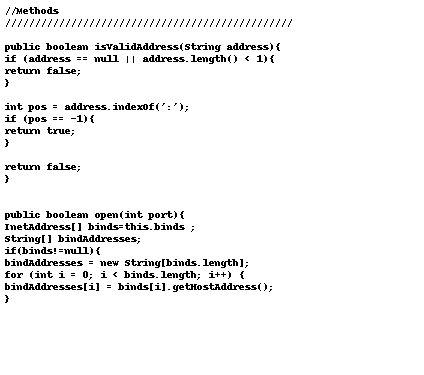 //Methods
////////////////////////////////////////////////
public boolean isValidAddress(String address){
if (address == null || address.length() < 1){
return false;
}
int pos = address.indexOf(':');
if (pos == -1){
return true;
}
return false;
}
public boolean open(int port){
InetAddress[] binds=this.binds ;
String[] bindAddresses;
if(binds!=null){
bindAddresses = new String[binds.length];
for (int i = 0; i < binds.length; i++) {
bindAddresses[i] = binds[i].getHostAddress();
}